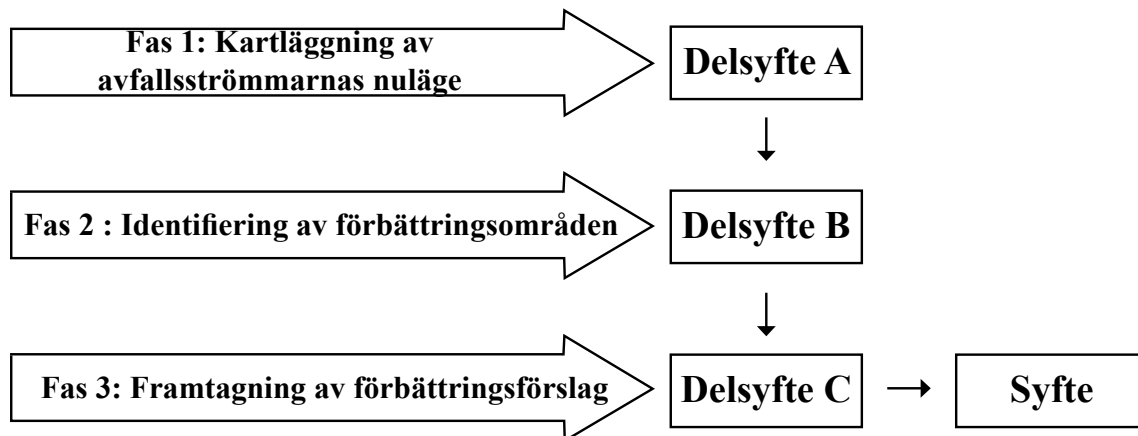 Fas 1: Kartläggning av
avfallsströmmarnas nuläge
Delsyfte A
Fas 2 : Identifiering av förbättringsområden
Delsyfte B
Fas 3: Framtagning av förbättringsförslag
Delsyfte C
Syfte